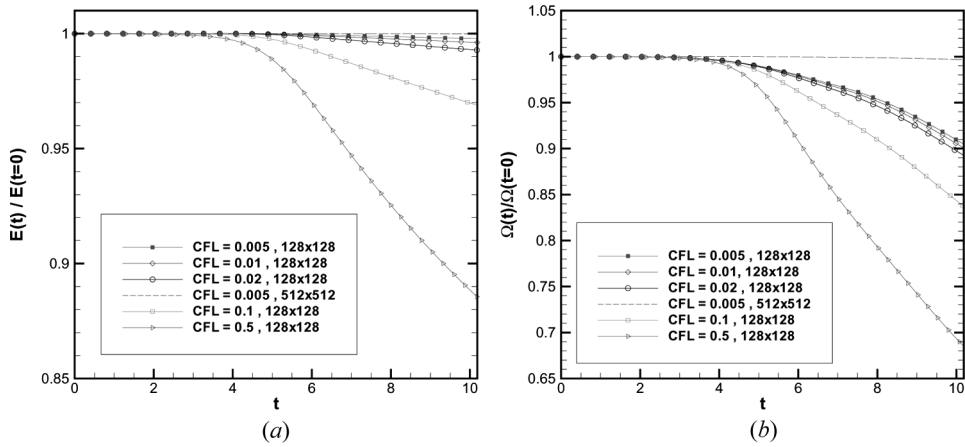 1
0.95
0.9
0.85
E(t) / E(t=0)
CFL = 0.005 , 128x128
CFL = 0.01 , 128x128
CFL = 0.02 , 128x128
CFL = 0.005 , 512x512
CFL = 0.1 , 128x128
CFL = 0.5 , 128x128
0 2 4 6 8 10
t
(a)
1.05
1
0.95
0.9
0.85
0.8
0.75
0.7
0.65
Ω(t)/Ω(t=0)
CFL = 0.005 , 128x128
CFL = 0.01, 128x128
CFL = 0.02 , 128x128
CFL = 0.005 , 512x512
CFL = 0.1 , 128x128
CFL = 0.5 , 128x128
0 2 4 6 8 10
t
(b)